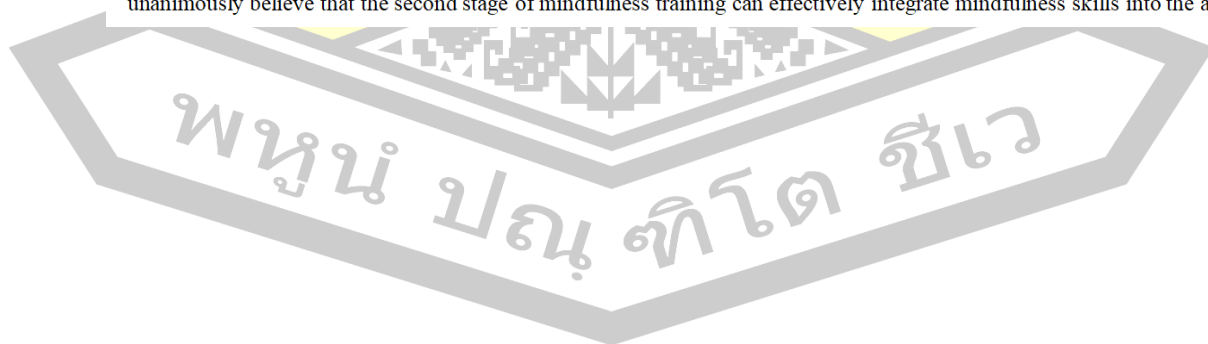 unanimously believe that the second stage of mindfulness training can effectively integrate mindfulness skills into the a
พหูนํ ปณฺฑิโต ชีเว